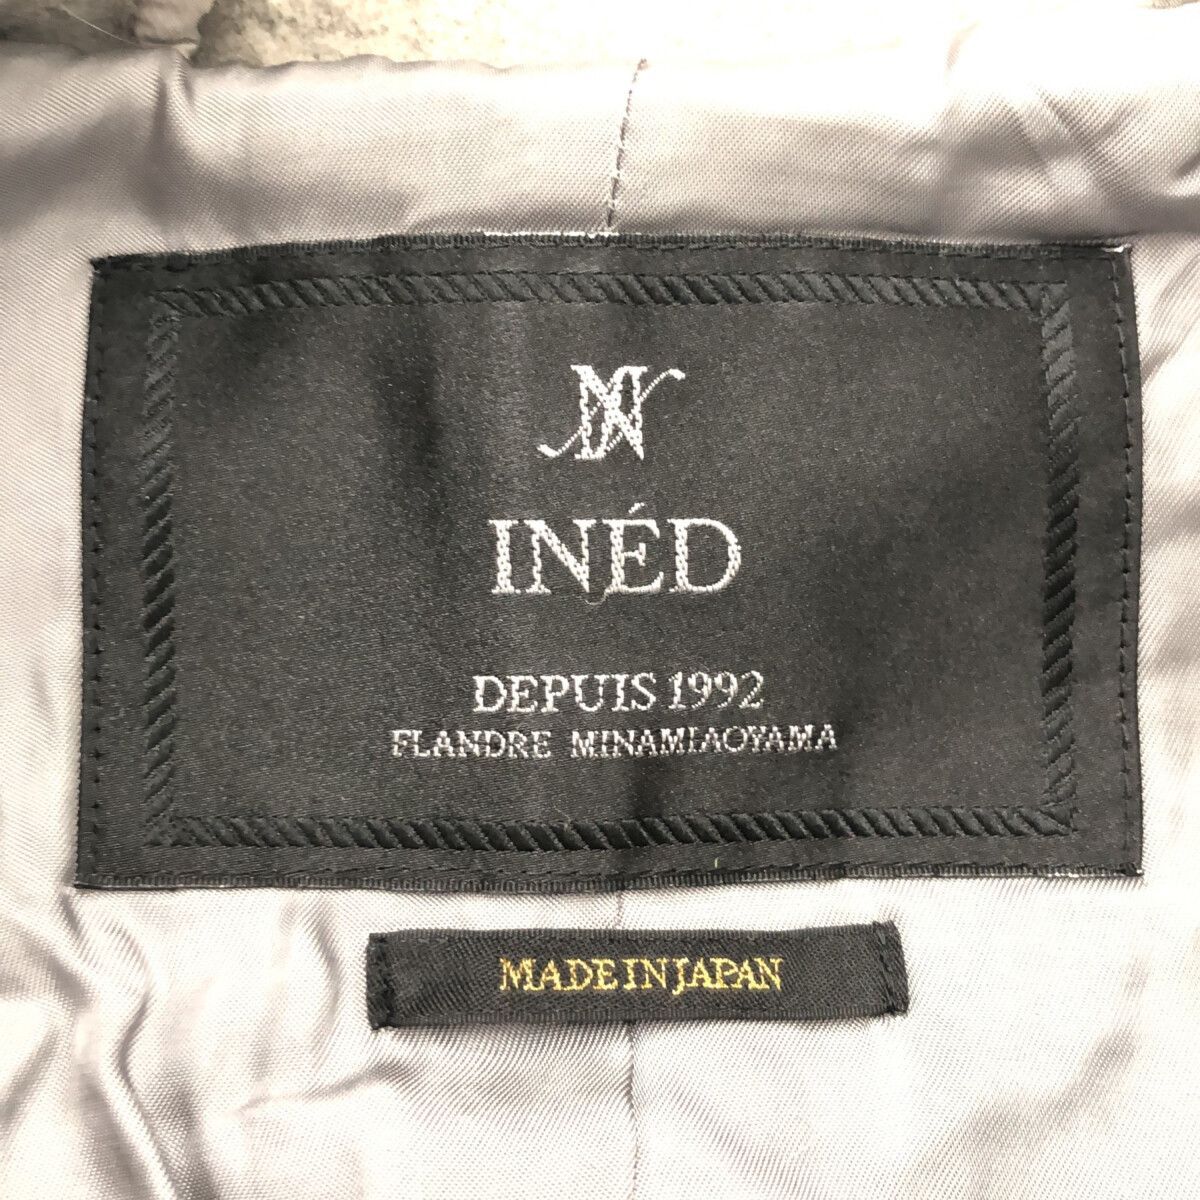 INÉD
DEPUIS 1992
FLANDRE MINAMIAOYAMA
MADE IN JAPAN